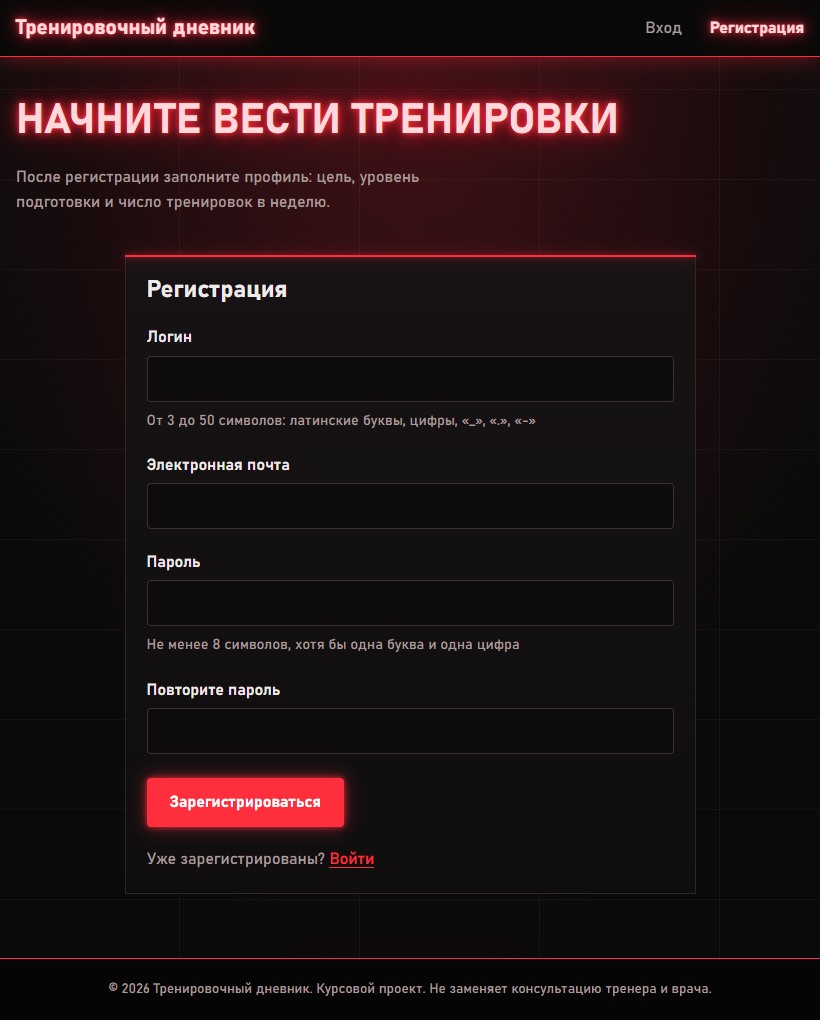 Тренировочный дневник
Вход
Регистрация
НАЧНИТЕ ВЕСТИ ТРЕНИРОВКИ
После регистрации заполните профиль: цель, уровень
подготовки и число тренировок в неделю.
Регистрация
Логин
От 3 до 50 символов: латинские буквы, цифры, «_», «.», «-»
Электронная почта
Пароль
Не менее 8 символов, хотя бы одна буква и одна цифра
Повторите пароль
Зарегистрироваться
Уже зарегистрированы? Войти
© 2026 Тренировочный дневник. Курсовой проект. Не заменяет консультацию тренера и врача.